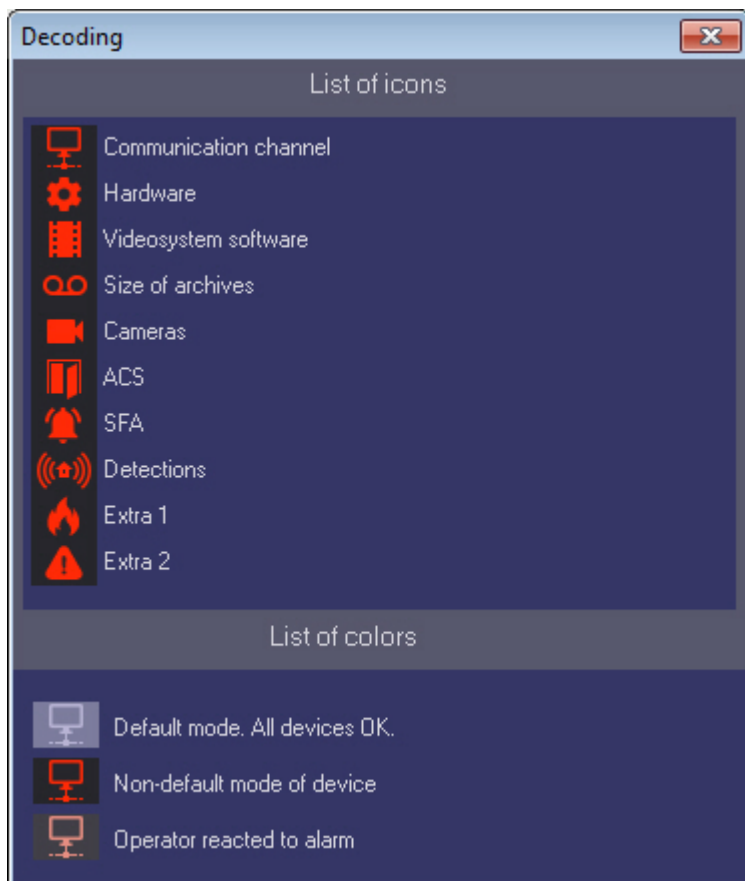 Decoding
List of icons
Communication channel
Hardware
Videosystem software
Size of archives
Cameras
ACS
SFA
Detections
Extra 1
Extra 2
List of colors
Default mode. All devices OK.
Non-default mode of device
Operator reacted to alarm